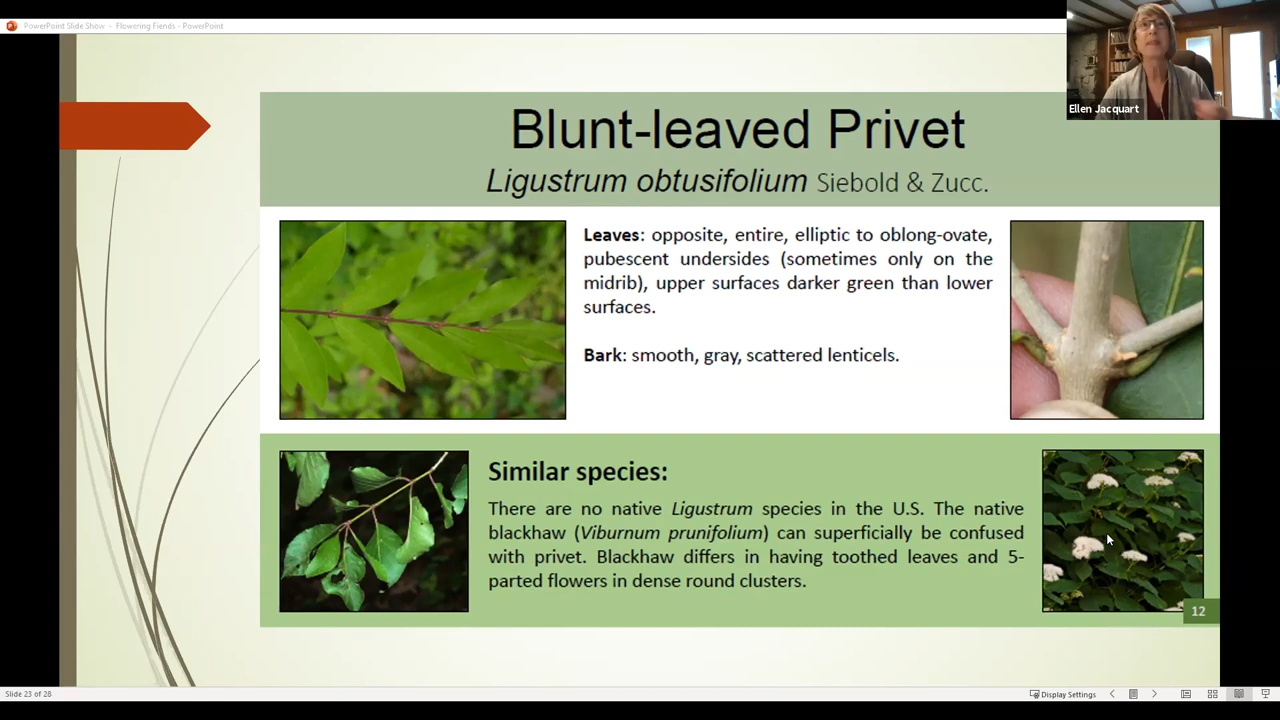 PowerPoint Slide Show - Flowering Fiends - PowerPoint
Ellen Jacquart
Blunt-leaved Privet
Ligustrum obtusifolium Siebold & Zucc.
Leaves: opposite, entire, elliptic to oblong-ovate,
pubescent undersides (sometimes only on the
midrib), upper surfaces darker green than lower
surfaces.
Bark: smooth, gray, scattered lenticels.
Similar species:
There are no native Ligustrum species in the U.S. The native
blackhaw (Viburnum prunifolium) can superficially be confused
with privet. Blackhaw differs in having toothed leaves and 5-
parted flowers in dense round clusters.
12
Slide 23 of 28
Display Settings